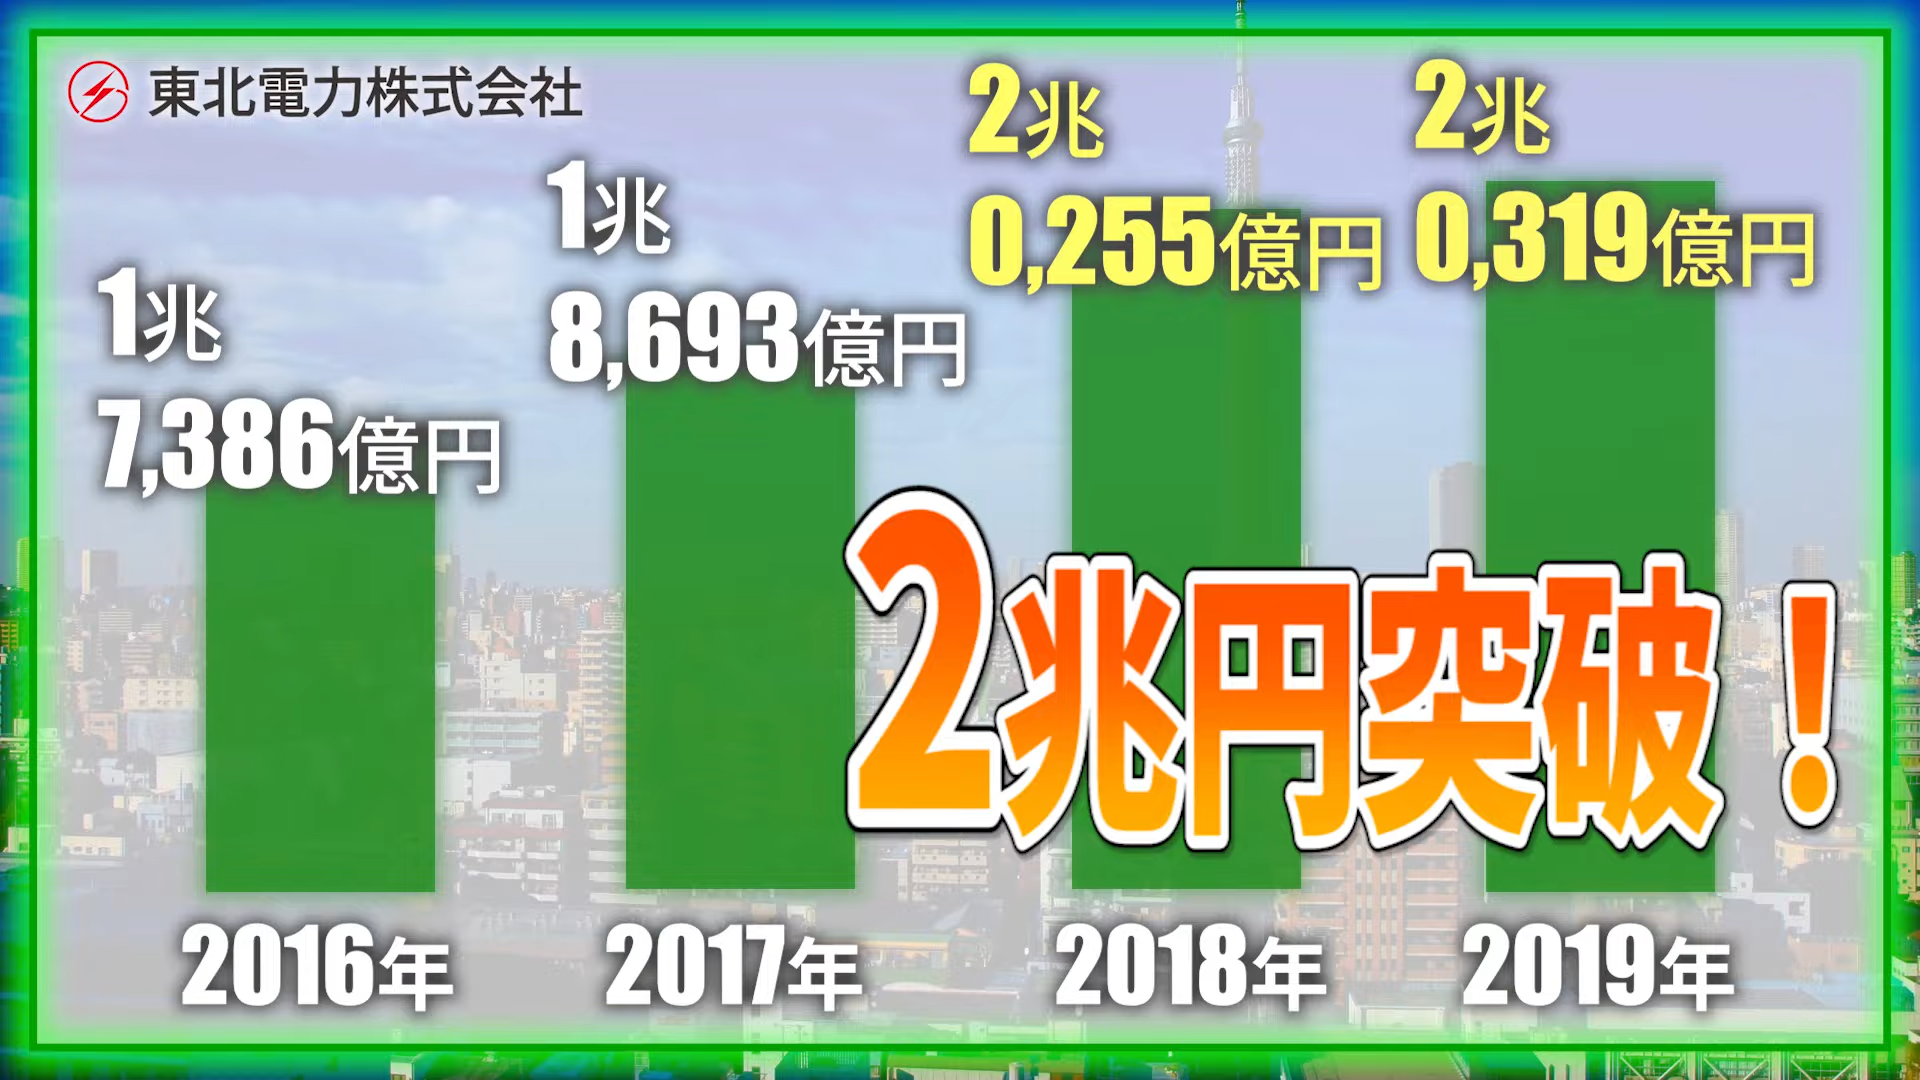 東北電力株式会社
1兆
7,386億円
1兆
8,693億円
2兆
0,255億円
2兆
0,319億円
2兆円突破！
2016年
2017年
2018年
2019年